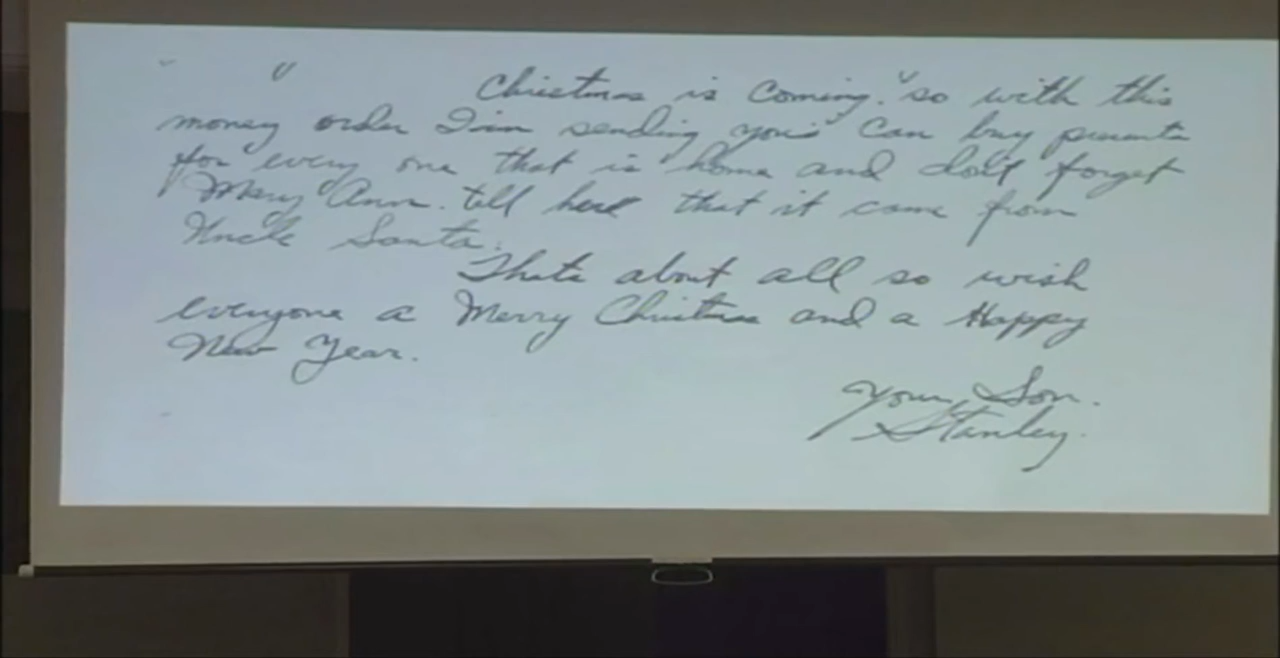 Christmas is coming. so with this
money order I'm sending you's can buy presents
for every one that is home and don't forget
Mary Ann. tell here that it came from
Uncle Santa.
Thats about all so wish
everyone a Merry Christmas and a Happy
New Year.
Your Son.
Stanley.